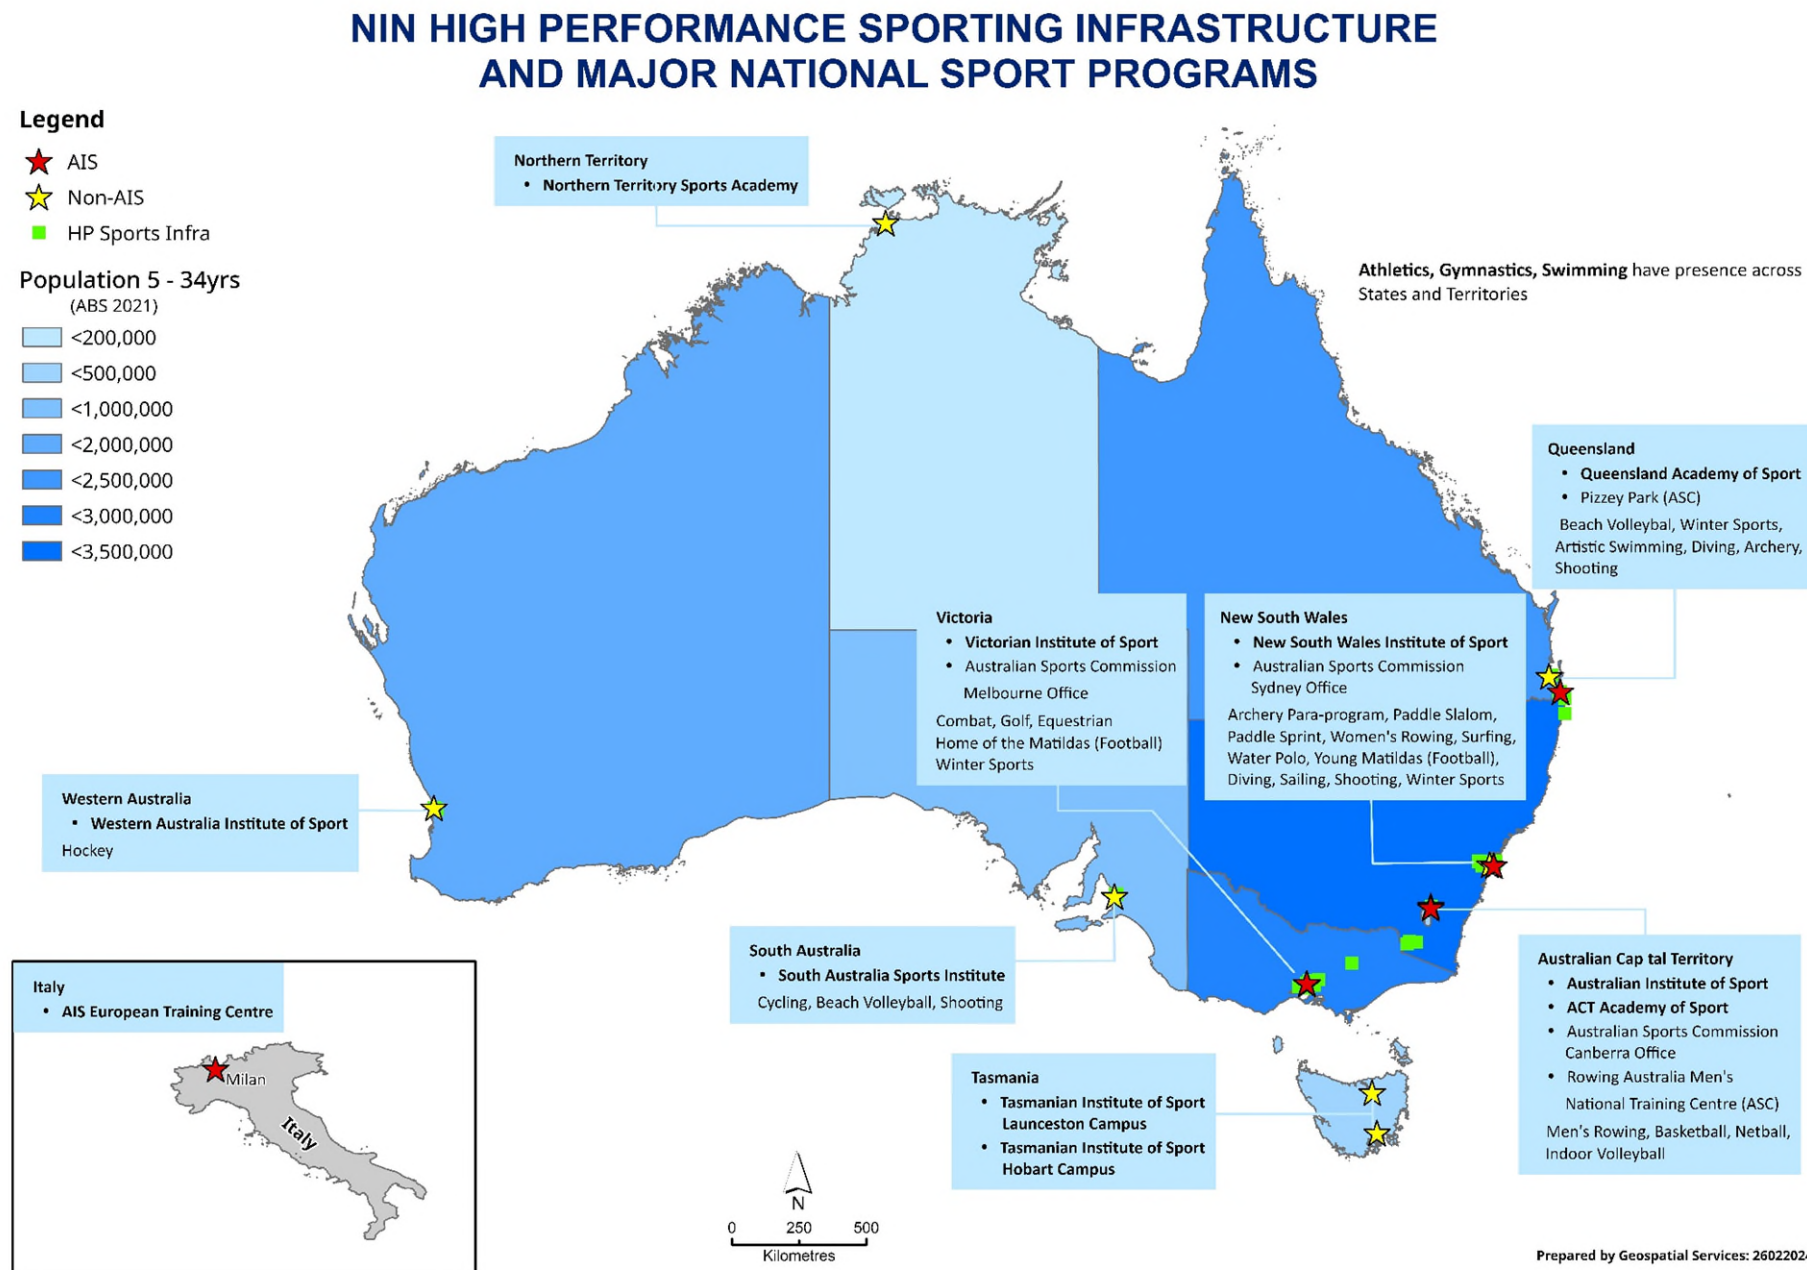 NIN HIGH PERFORMANCE SPORTING INFRASTRUCTURE
AND MAJOR NATIONAL SPORT PROGRAMS
Legend
AIS
Non-AIS
HP Sports Infra
Population 5 - 34yrs
(ABS 2021)
<200,000
<500,000
<1,000,000
<2,000,000
<2,500,000
<3,000,000
<3,500,000
Northern Territory
• Northern Territory Sports Academy
Athletics, Gymnastics, Swimming have presence across
States and Territories
Queensland
• Queensland Academy of Sport
• Pizzey Park (ASC)
Beach Volleybal, Winter Sports,
Artistic Swimming, Diving, Archery,
Shooting
Victoria
• Victorian Institute of Sport
• Australian Sports Commission
Melbourne Office
Combat, Golf, Equestrian
Home of the Matildas (Football)
Winter Sports
New South Wales
• New South Wales Institute of Sport
• Australian Sports Commission
Sydney Office
Archery Para-program, Paddle Slalom,
Paddle Sprint, Women's Rowing, Surfing,
Water Polo, Young Matildas (Football),
Diving, Sailing, Shooting, Winter Sports
Western Australia
• Western Australia Institute of Sport
Hockey
South Australia
• South Australia Sports Institute
Cycling, Beach Volleyball, Shooting
Australian Cap tal Territory
• Australian Institute of Sport
• ACT Academy of Sport
• Australian Sports Commission
Canberra Office
• Rowing Australia Men's
National Training Centre (ASC)
Men's Rowing, Basketball, Netball,
Indoor Volleyball
Tasmania
• Tasmanian Institute of Sport
Launceston Campus
• Tasmanian Institute of Sport
Hobart Campus
Italy
• AIS European Training Centre
Milan
Italy
N
0 250 500
Kilometres
Prepared by Geospatial Services: 26022024